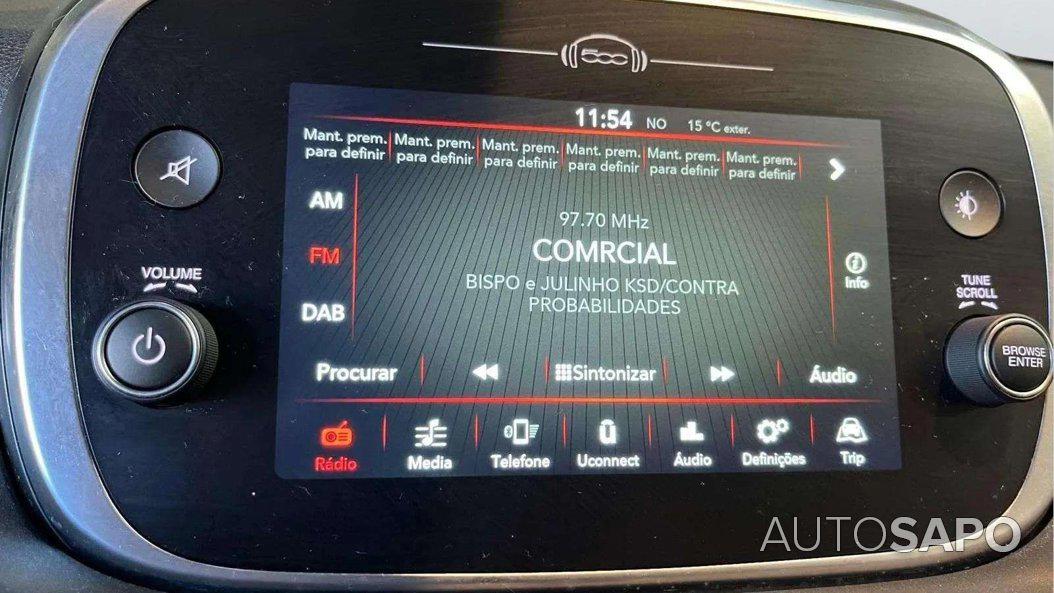 500
11:54 NO 15 °C exter.
Mant. prem. Mant. prem. Mant. prem. Mant. prem. Mant. prem. Mant. prem.
para definir para definir para definir para definir para definir para definir
AM
97.70 MHz
COMRCIAL
FM
Info
VOLUME
BISPO e JULINHO KSD/CONTRA
PROBABILIDADES
TUNE
SCROLL
DAB
BROWSE
ENTER
Procurar Sintonizar Áudio
Rádio Media Telefone Uconnect Áudio Definições Trip
AUTOSAPO